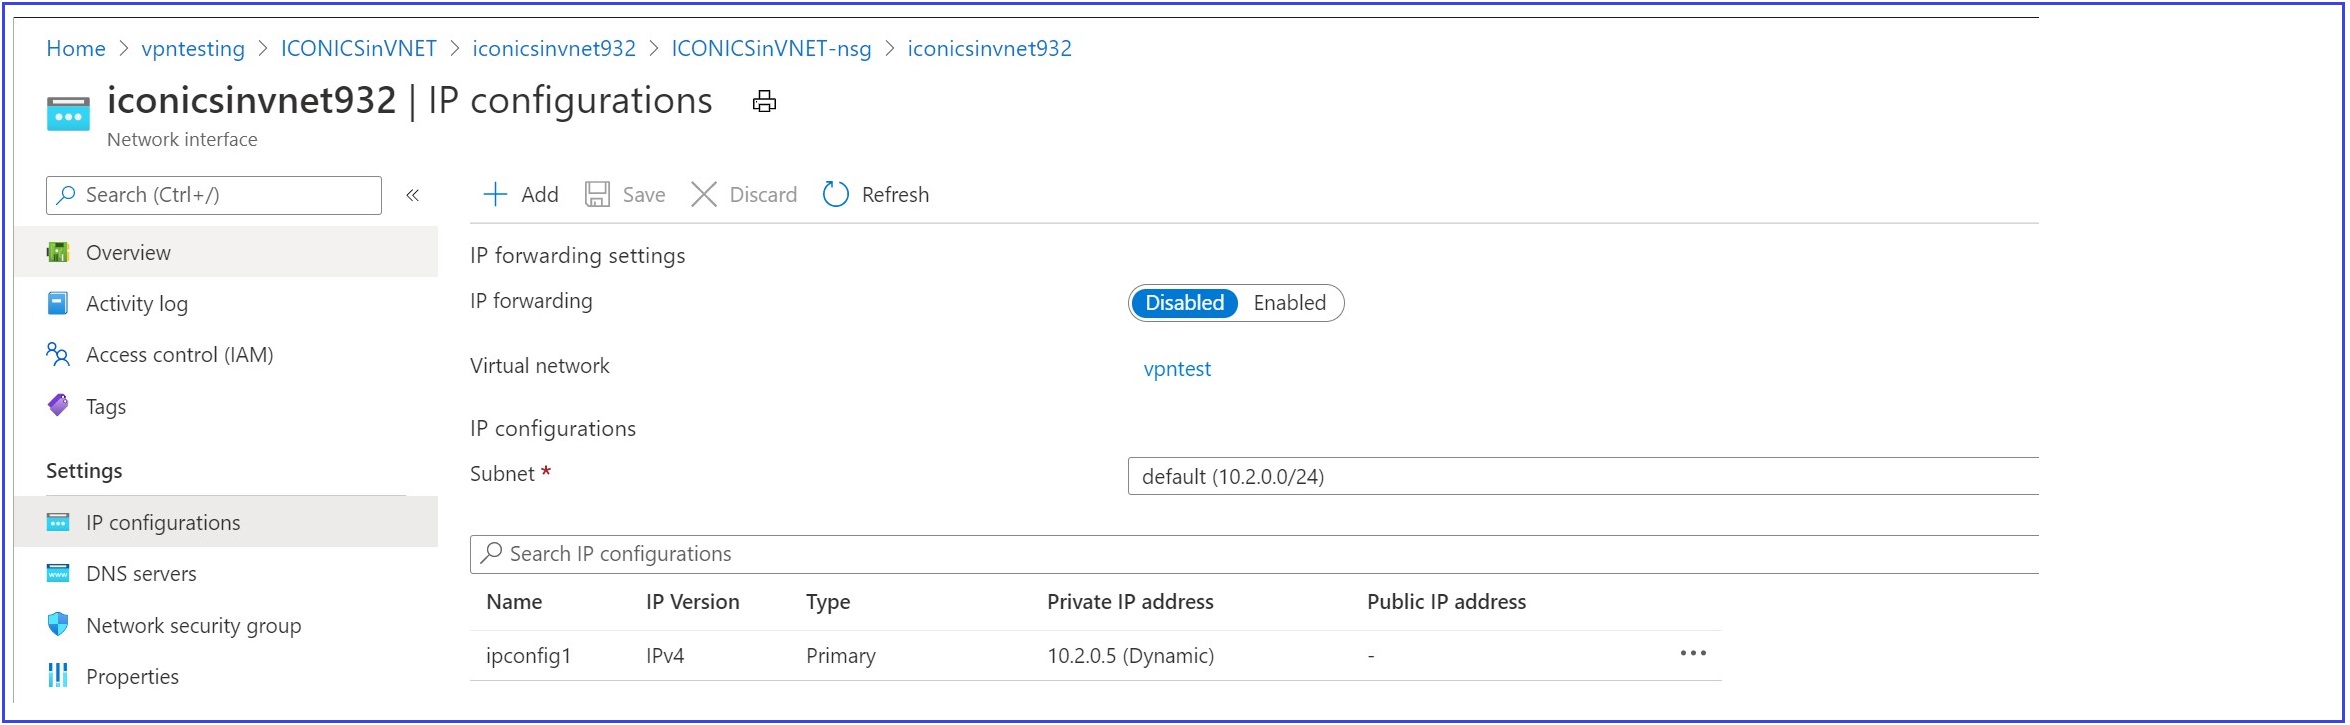 Home > vpntesting > ICONICSinVNET > iconicsinvnet932 > ICONICSinVNET-nsg > iconicsinvnet932
iconicsinvnet932 | IP configurations
Network interface
Search (Ctrl+/)
«
Add Save Discard Refresh
Overview
Activity log
Access control (IAM)
Tags
Settings
IP configurations
DNS servers
Network security group
Properties
IP forwarding settings
IP forwarding Disabled Enabled
Virtual network vpntest
IP configurations
Subnet * default (10.2.0.0/24)
Search IP configurations
Name IP Version Type Private IP address Public IP address
ipconfig1 IPv4 Primary 10.2.0.5 (Dynamic) - •••